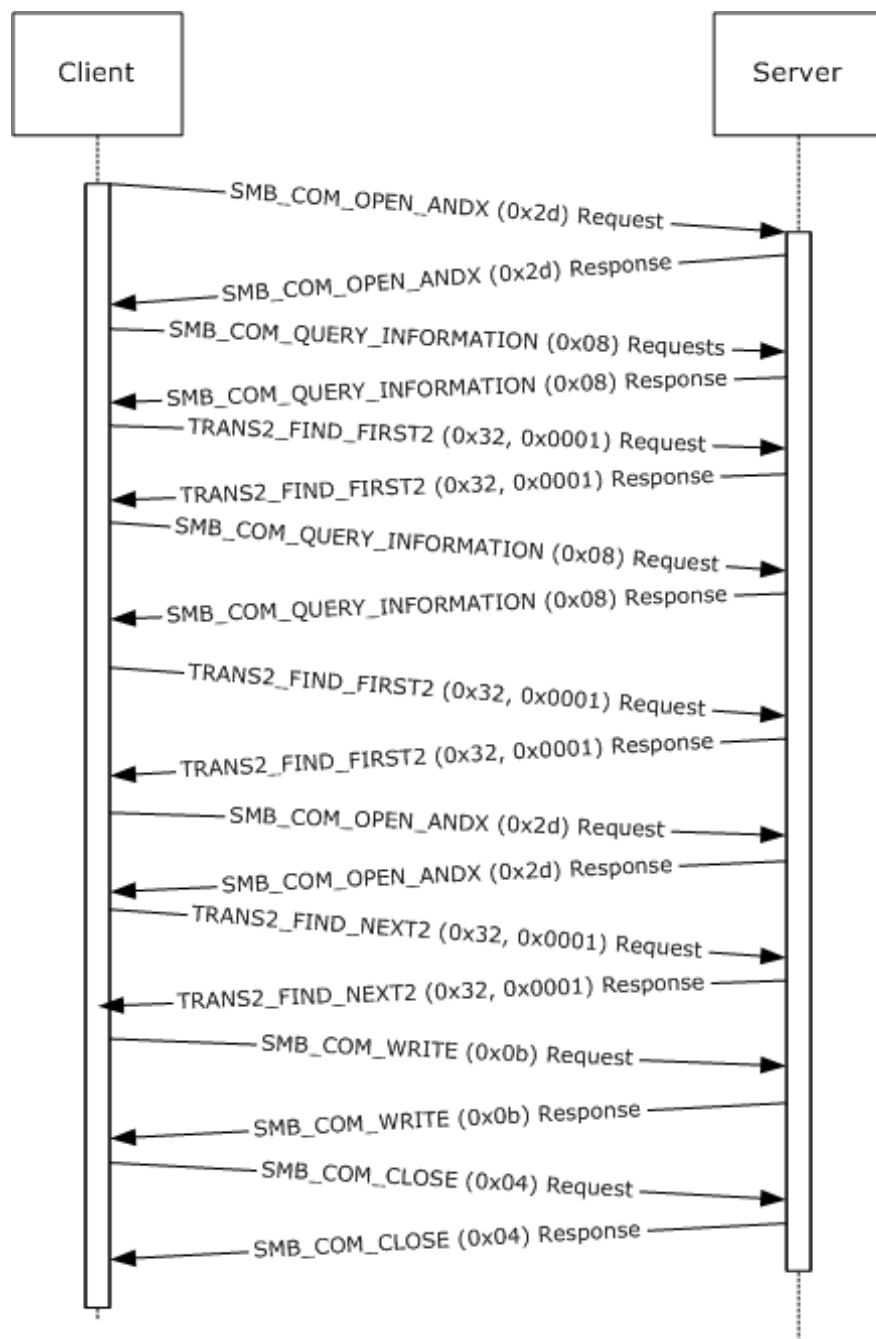 Client
Server
SMB_COM_OPEN_ANDX (0x2d) Request
SMB_COM_OPEN_ANDX (0x2d) Response
SMB_COM_QUERY_INFORMATION (0x08) Requests
SMB_COM_QUERY_INFORMATION (0x08) Response
TRANS2_FIND_FIRST2 (0x32, 0x0001) Request
TRANS2_FIND_FIRST2 (0x32, 0x0001) Response
SMB_COM_QUERY_INFORMATION (0x08) Request
SMB_COM_QUERY_INFORMATION (0x08) Response
TRANS2_FIND_FIRST2 (0x32, 0x0001) Request
TRANS2_FIND_FIRST2 (0x32, 0x0001) Response
SMB_COM_OPEN_ANDX (0x2d) Request
SMB_COM_OPEN_ANDX (0x2d) Response
TRANS2_FIND_NEXT2 (0x32, 0x0001) Request
TRANS2_FIND_NEXT2 (0x32, 0x0001) Response
SMB_COM_WRITE (0x0b) Request
SMB_COM_WRITE (0x0b) Response
SMB_COM_CLOSE (0x04) Request
SMB_COM_CLOSE (0x04) Response